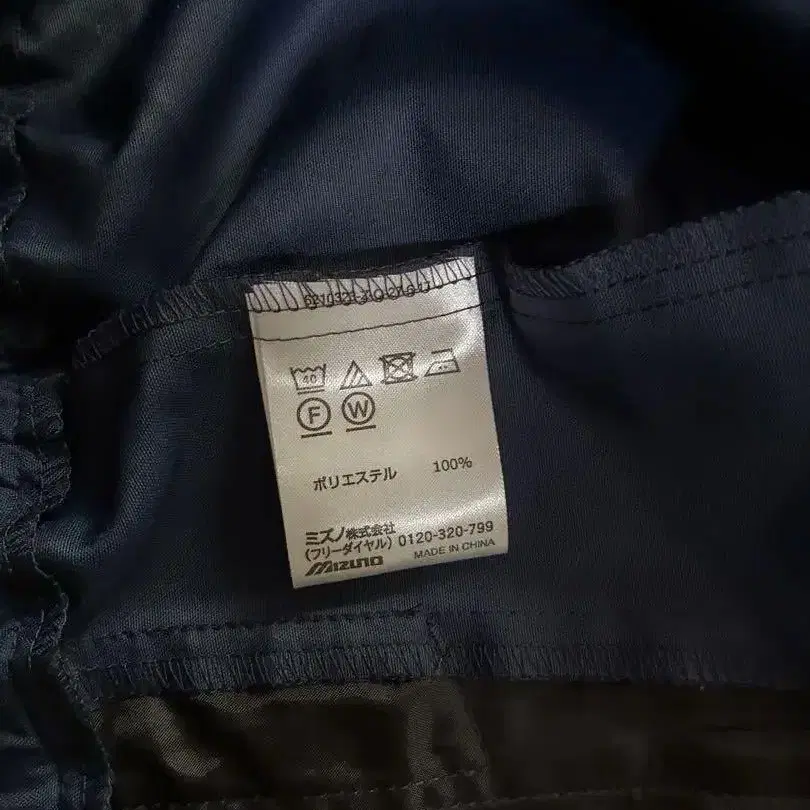 40
F W
ポリエステル 100%
ミズノ株式会社
(フリーダイヤル) 0120-320-799
MIZUNO MADE IN CHINA